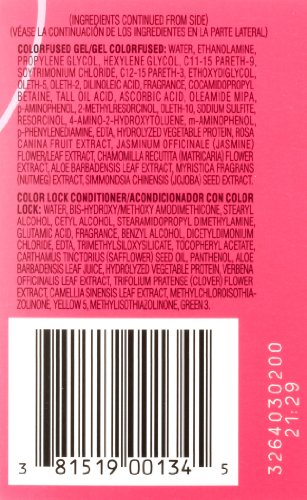 (INGREDIENTS CONTINUED FROM SIDE)
(VÉASE LA CONTINUACIÓN DE LOS INGREDIENTES EN LA PARTE LATERAL)
COLORFUSED GEL/GEL COLORFUSED: WATER, ETHANOLAMINE,
PROPYLENE GLYCOL, HEXYLENE GLYCOL, C11-15 PARETH-9,
SOYTRIMONIUM CHLORIDE, C12-15 PARETH-3, ETHOXYDIGLYCOL,
OLETH-5, OLETH-2, DILINOLEIC ACID, FRAGRANCE, COCAMIDOPROPYL
BETAINE, TALL OIL ACID, ASCORBIC ACID, OLEAMIDE MIPA,
p-AMINOPHENOL, 2-METHYLRESORCINOL, OLETH-10, SODIUM SULFITE,
RESORCINOL, 4-AMINO-2-HYDROXYTOLUENE, m-AMINOPHENOL,
p-PHENYLENEDIAMINE, EDTA, HYDROLYZED VEGETABLE PROTEIN, ROSA
CANINA FRUIT EXTRACT, JASMINUM OFFICINALE (JASMINE)
FLOWER/LEAF EXTRACT, CHAMOMILLA RECUTITA (MATRICARIA) FLOWER
EXTRACT, ALOE BARBADENSIS LEAF EXTRACT, MYRISTICA FRAGRANS
(NUTMEG) EXTRACT, SIMMONDSIA CHINENSIS (JOJOBA) SEED EXTRACT.
COLOR LOCK CONDITIONER/ACONDICIONADOR CON COLOR
LOCK: WATER, BIS-HYDROXY/METHOXY AMODIMETHICONE, STEARYL
ALCOHOL, CETYL ALCOHOL, STEARAMIDOPROPYL DIMETHYLAMINE,
GLUTAMIC ACID, FRAGRANCE, BENZYL ALCOHOL, DICETYLDIMONIUM
CHLORIDE, EDTA, TRIMETHYLSILOXYSILICATE, TOCOPHERYL ACETATE,
CARTHAMUS TINCTORIUS (SAFFLOWER) SEED OIL, PANTHENOL, ALOE
BARBADENSIS LEAF JUICE, HYDROLYZED VEGETABLE PROTEIN, VERBENA
OFFICINALIS LEAF EXTRACT, TRIFOLIUM PRATENSE (CLOVER) FLOWER
EXTRACT, CAMELLIA SINENSIS LEAF EXTRACT, METHYLCHLOROISOTHIA-
ZOLINONE, YELLOW 5, METHYLISOTHIAZOLINONE, GREEN 3.
3 81519 00134 5
3264030200
21:29